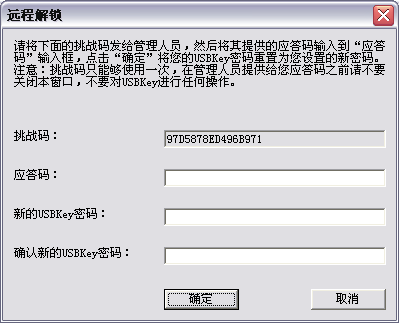 远程解锁
请将下面的挑战码发给管理人员，然后将其提供的应答码输入到“应答
码”输入框，点击“确定”将您的USBKey密码重置为您设置的新密码。
注意：挑战码只能够使用一次，在管理人员提供给您应答码之前请不要
关闭本窗口，不要对USBKey进行任何操作。
挑战码：
97D5878ED496B971
应答码：
新的USBKey密码：
确认新的USBKey密码：
确定
取消